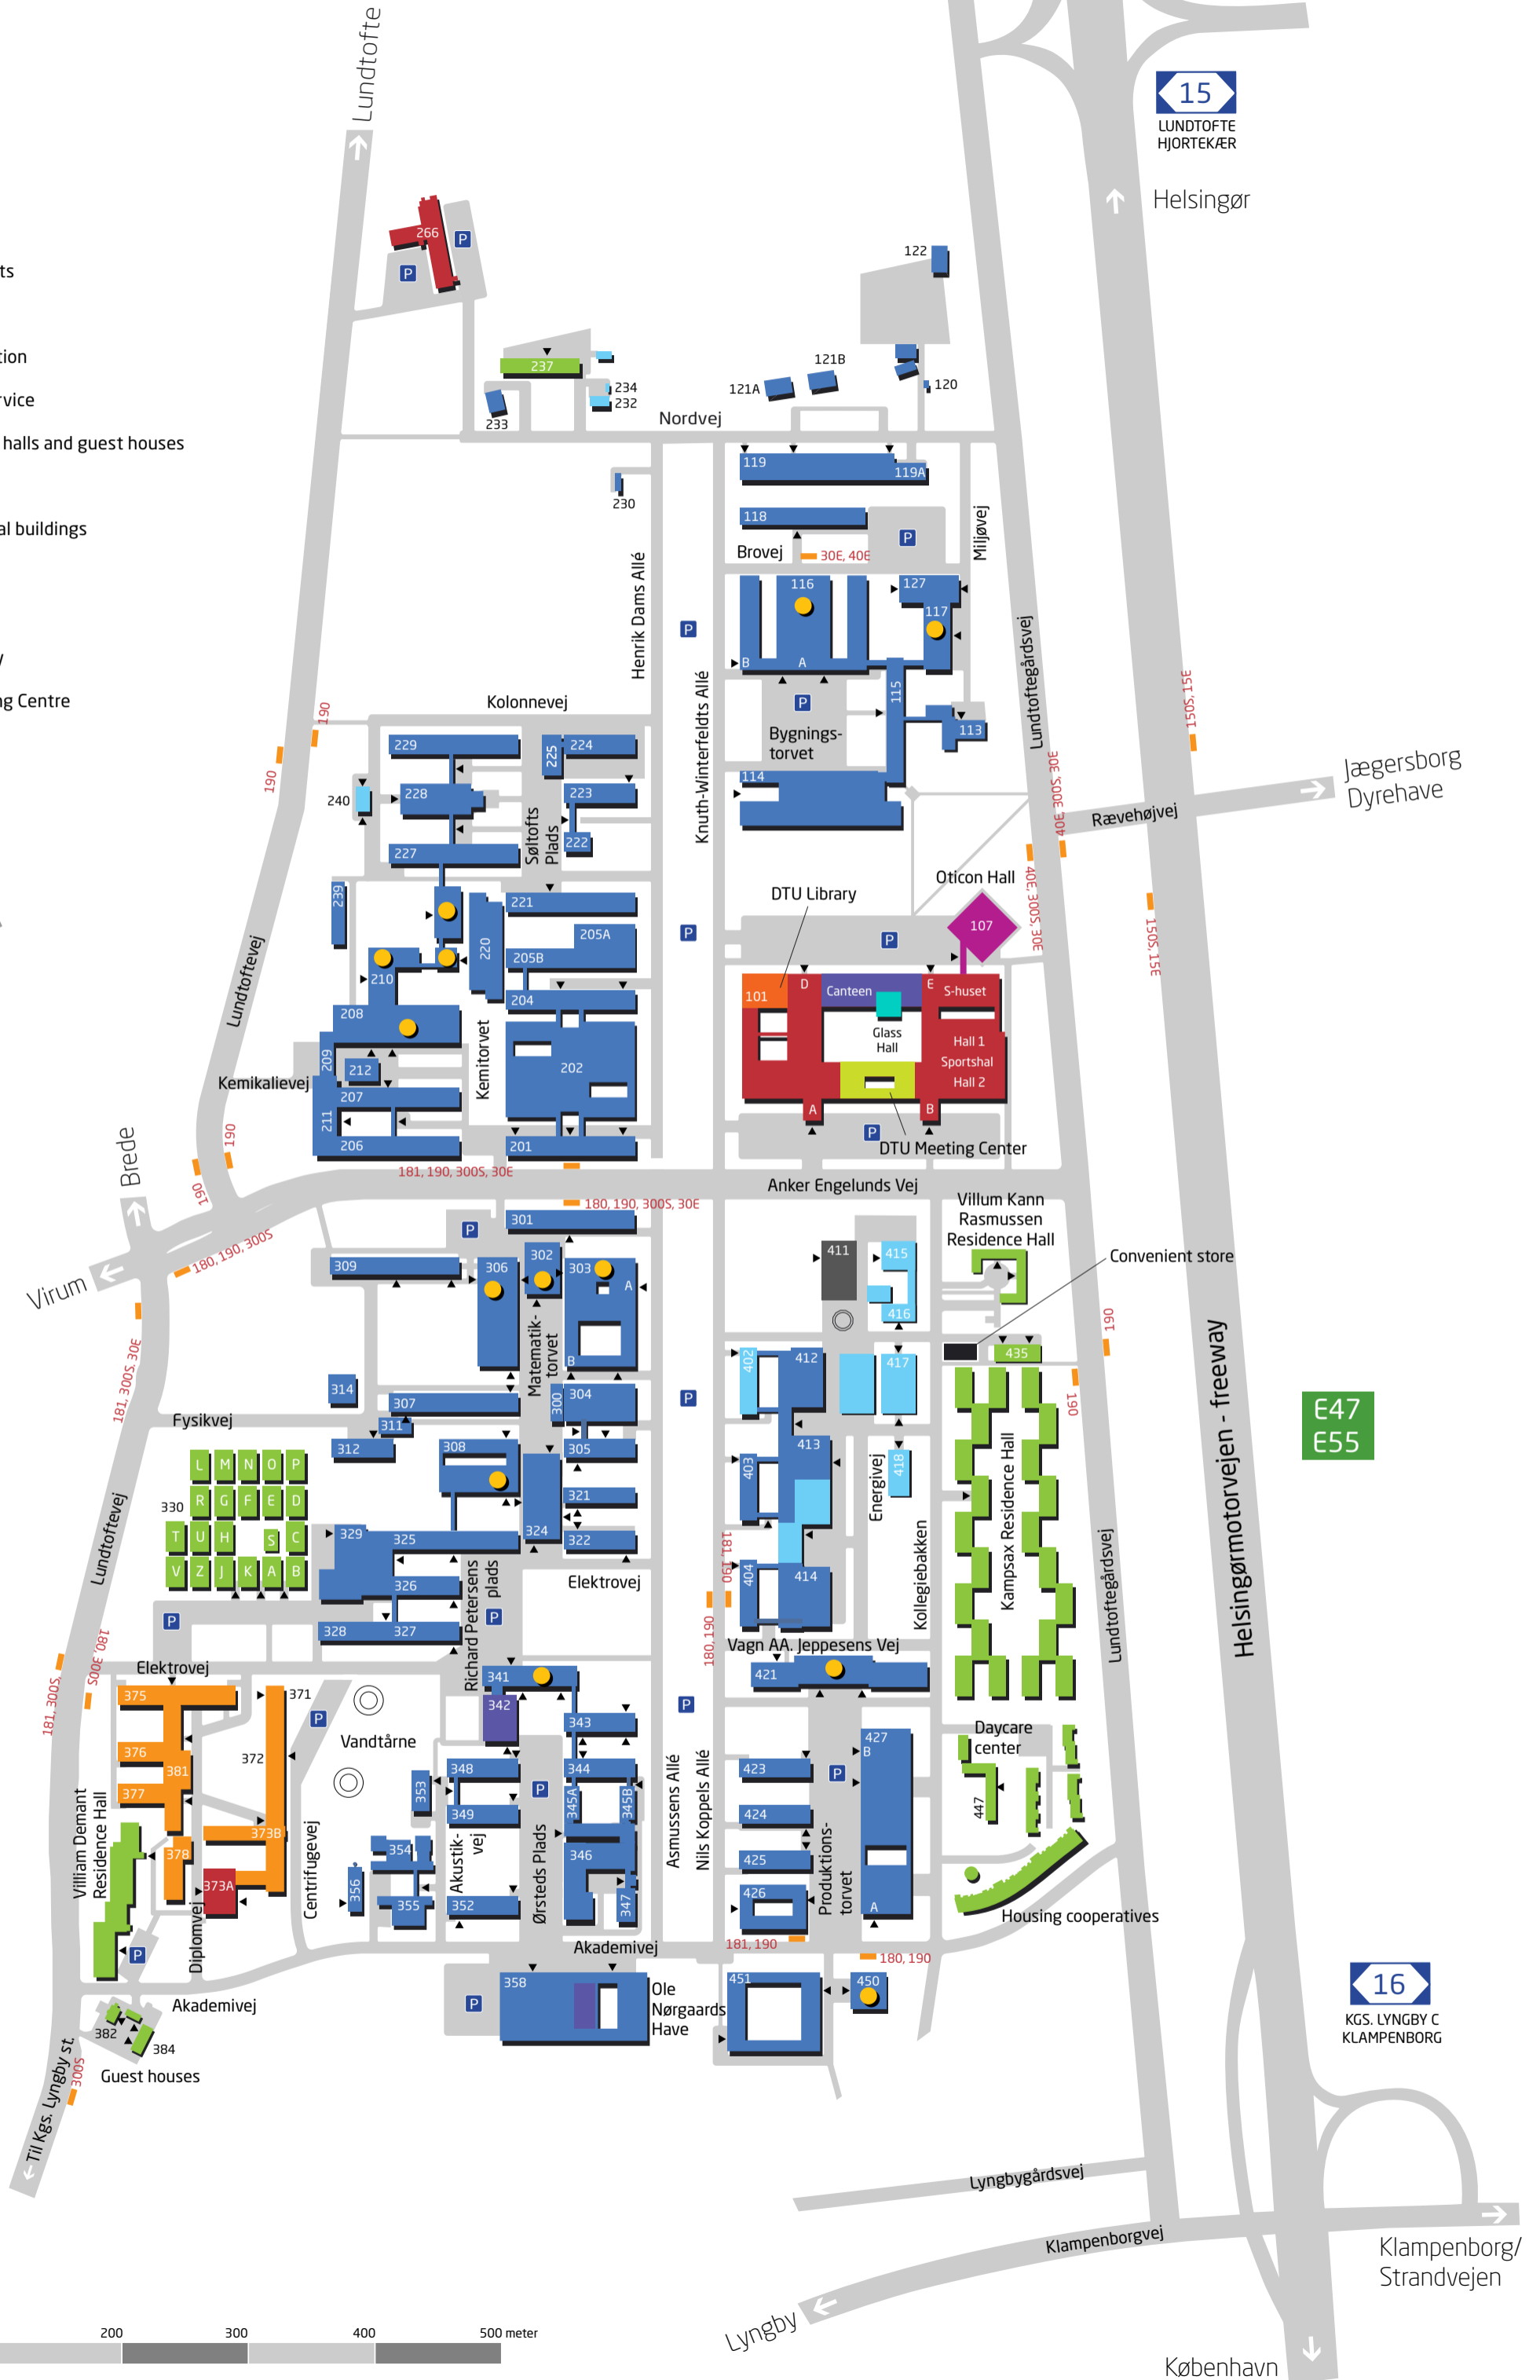 Lundtofte
15
LUNDTOFTE
HJORTEKÆR
Helsingør
ts
tion
rvice
halls and guest houses
al buildings
ng Centre
266
P
P
122
237
234
232
233
121B
121A
120
Nordvej
119
119A
230
118
P
Miljøvej
Brovej
30E, 40E
Henrik Dams Allé
116
127
117
P
B
A
115
P
Knuth-Winterfeldts Allé
Lundtoftegårdsvej
150S, 15E
Kolonnevej
190
190
229
225
224
Bygnings-
torvet
113
114
240
228
223
Søltofts
Plads
222
227
30E, 300S, 40E
Rævehøjvej
Jægersborg
Dyrehave
Oticon Hall
DTU Library
40E, 300S, 30E
150S, 15E
239
221
220
205A
205B
P
P
107
210
204
208
Lundtoftevej
101
D
Canteen
E
S-huset
Glass
Hall
Hall 1
Sportshal
Hall 2
209
212
202
Kemitorvet
Kemikalievej
207
211
206
201
A
B
P
DTU Meeting Center
190
190
Brede
181, 190, 300S, 30E
180, 190, 300S, 30E
Anker Engelunds Vej
Villum Kann
Rasmussen
Residence Hall
Convenient store
180, 190, 300S
Virum
301
P
302
309
306
303
A
B
411
415
416
Matematik-
torvet
181, 300S, 30E
190
190
402
412
417
435
314
307
300
304
P
Fysikvej
311
312
308
305
413
403
418
Energivej
Kampsax Residence Hall
Helsingørmotorvejen - freeway
E47
E55
L
M
N
O
P
330
R
G
F
E
D
T
U
H
S
C
V
Z
J
K
A
B
321
324
322
329
325
326
328
327
Richard Petersens
plads
P
Elektrovej
Lundtoftevej
404
414
181, 190
180, 190
Kollegiebakken
Lundtoftegårdsvej
P
Vagn AA. Jeppesens Vej
421
181, 300S,
180, 300S
Elektrovej
375
371
376
381
372
377
P
Vandtårne
341
342
343
P
Daycare
center
427
B
348
344
423
P
353
349
345A
345B
P
424
447
Villiam Demant
Residence Hall
373B
378
373A
Centrifugevej
354
356
355
Akustik-
vej
352
Ørsteds Plads
346
347
Asmussens Allé
Nils Koppels Allé
425
426
Produktions-
torvet
A
Housing cooperatives
P
Diplomvej
Akademivej
Akademivej
181, 190
180, 190
P
358
Ole
Nørgaards
Have
451
450
16
KGS. LYNGBY C
KLAMPENBORG
382
384
Guest houses
300S
Til Kgs. Lyngby st.
Lyngbygårdsvej
Klampenborgvej
Klampenborg/
Strandvejen
Lyngby
København
200
300
400
500 meter